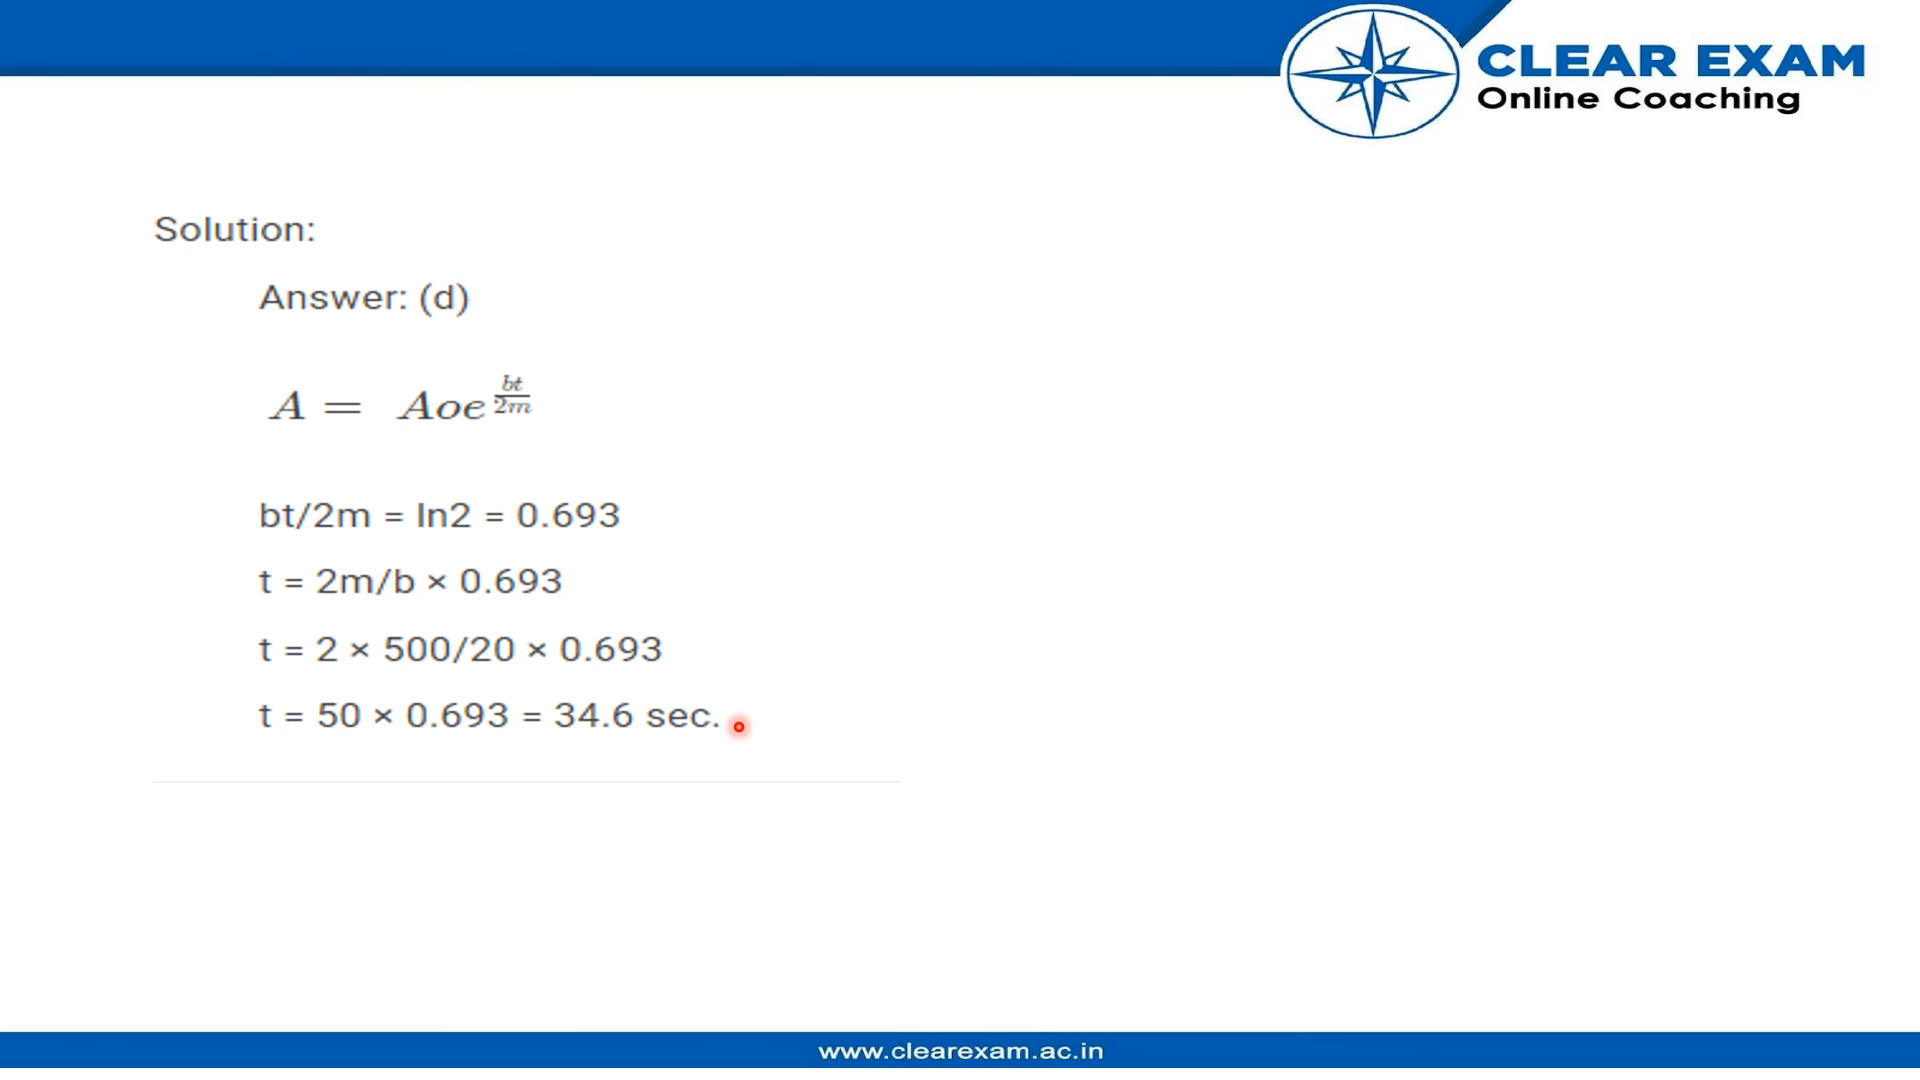 CLEAR EXAM
Online Coaching
Solution:
Answer: (d)
A = Aoe^{\frac{bt}{2m}}
bt/2m = ln2 = 0.693
t = 2m/b × 0.693
t = 2 × 500/20 × 0.693
t = 50 × 0.693 = 34.6 sec.
www.clearexam.ac.in